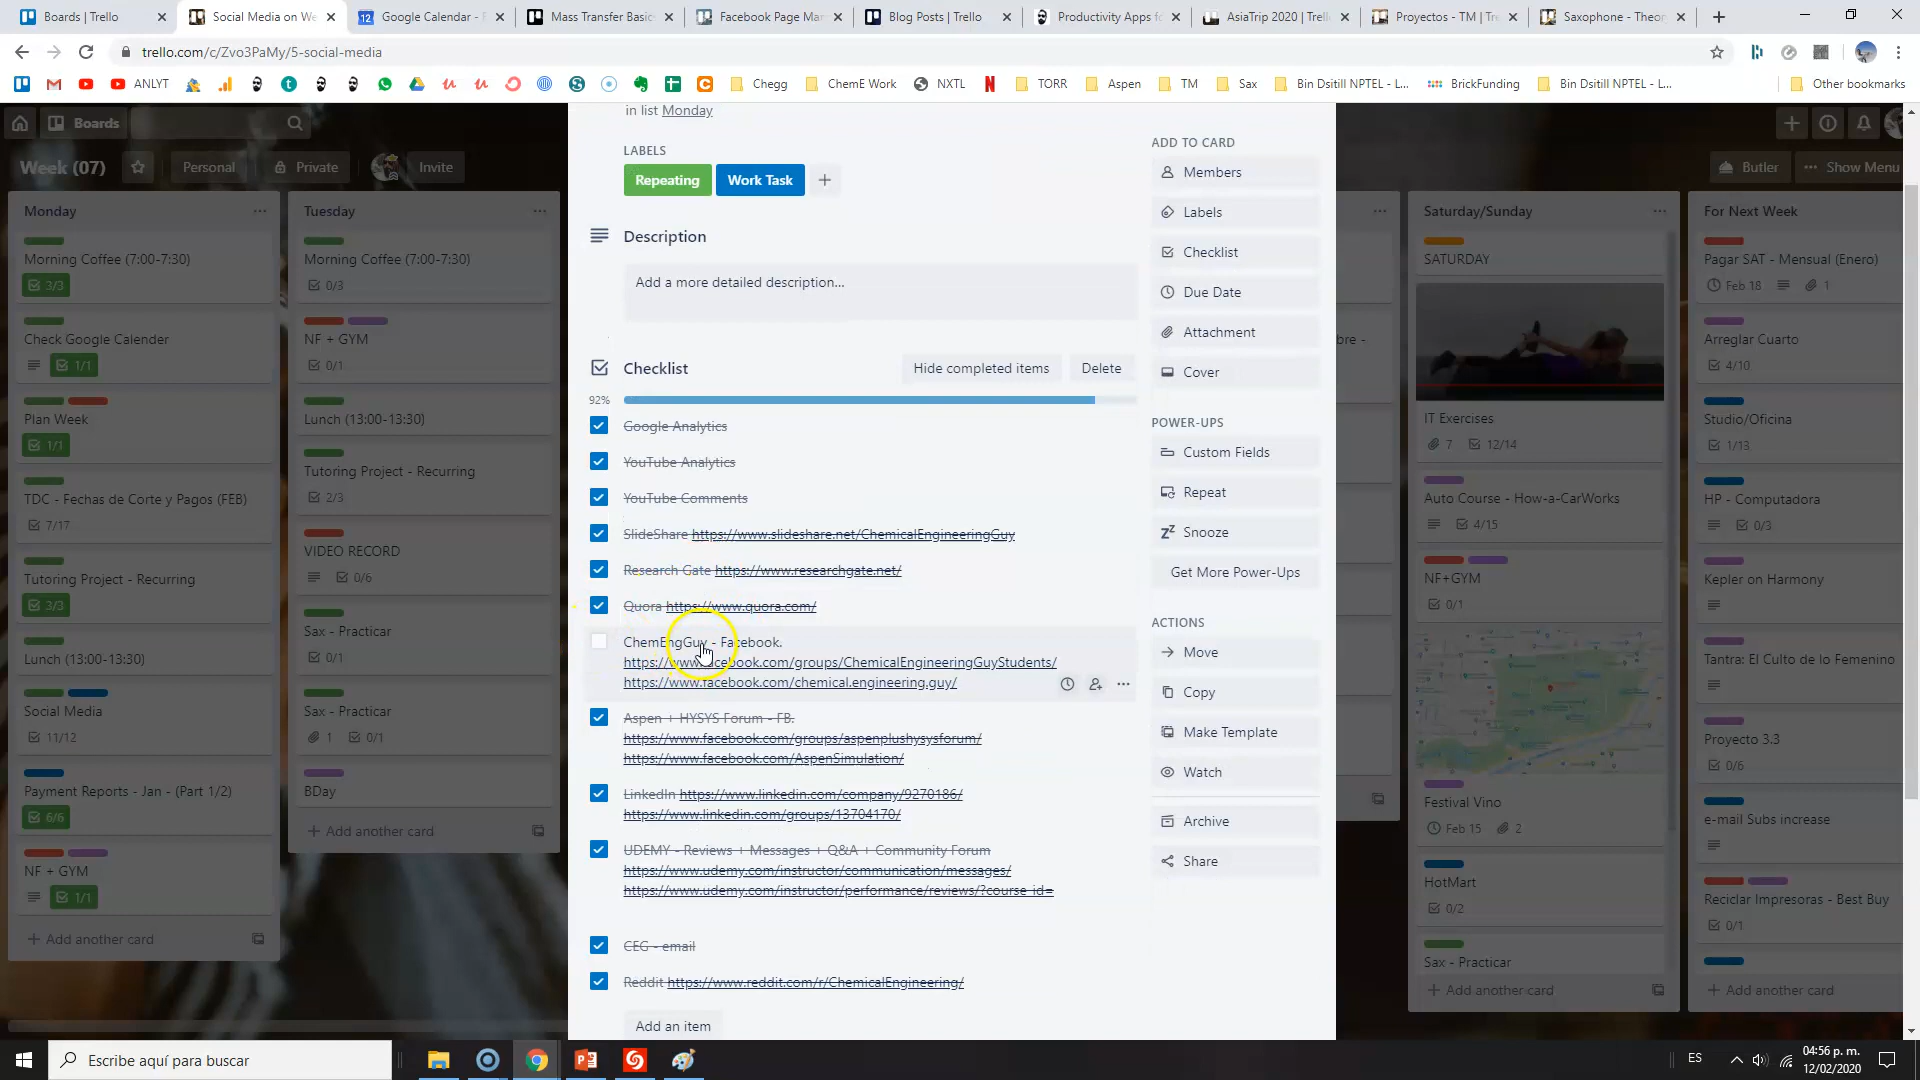 Boards | Trello
Social Media on We
Google Calendar - F
Mass Transfer Basic
Facebook Page Mar
Blog Posts | Trello
Productivity Apps fo
AsiaTrip 2020 | Trell
Proyectos - TM | Tre
Saxophone - Theor
trello.com/c/Zvo3PaMy/5-social-media
ANLYT
Chegg
ChemE Work
NXTL
TORR
Aspen
TM
Sax
Bin Dsitill NPTEL - L...
BrickFunding
Bin Dsitill NPTEL - L...
Other bookmarks
Boards
Week (07)
Personal
Private
Invite
Butler
Show Menu
Monday
Morning Coffee (7:00-7:30)
3/3
Check Google Calender
1/1
Plan Week
1/1
TDC - Fechas de Corte y Pagos (FEB)
7/17
Tutoring Project - Recurring
3/3
Lunch (13:00-13:30)
Social Media
11/12
Payment Reports - Jan - (Part 1/2)
6/6
NF + GYM
1/1
+ Add another card
Tuesday
Morning Coffee (7:00-7:30)
0/3
NF + GYM
0/1
Lunch (13:00-13:30)
Tutoring Project - Recurring
2/3
VIDEO RECORD
0/6
Sax - Practicar
0/1
Sax - Practicar
1 0/1
BDay
+ Add another card
in list Monday
LABELS
Repeating
Work Task
+
Description
Add a more detailed description...
Checklist
Hide completed items
Delete
92%
Google Analytics
YouTube Analytics
YouTube Comments
SlideShare https://www.slideshare.net/ChemicalEngineeringGuy
Research Gate https://www.researchgate.net/
Quora https://www.quora.com/
ChemEngGuy - Facebook.
https://www.facebook.com/groups/ChemicalEngineeringGuyStudents/
https://www.facebook.com/chemical.engineering.guy/
Aspen + HYSYS Forum - FB.
https://www.facebook.com/groups/aspenplushysysforum/
https://www.facebook.com/AspenSimulation/
LinkedIn https://www.linkedin.com/company/9270186/
https://www.linkedin.com/groups/13704170/
UDEMY - Reviews + Messages + Q&A + Community Forum
https://www.udemy.com/instructor/communication/messages/
https://www.udemy.com/instructor/performance/reviews/?course_id=
CEG - email
Reddit https://www.reddit.com/r/ChemicalEngineering/
Add an item
ADD TO CARD
Members
Labels
Checklist
Due Date
Attachment
Cover
POWER-UPS
Custom Fields
Repeat
Snooze
Get More Power-Ups
ACTIONS
Move
Copy
Make Template
Watch
Archive
Share
Saturday/Sunday
SATURDAY
IT Exercises
7 12/14
Auto Course - How-a-CarWorks
4/15
NF+GYM
0/1
Festival Vino
Feb 15 2
HotMart
0/2
Sax - Practicar
+ Add another card
For Next Week
Pagar SAT - Mensual (Enero)
Feb 18 1
Arreglar Cuarto
4/10
Studio/Oficina
1/13
HP - Computadora
0/3
Kepler on Harmony
Tantra: El Culto de lo Femenino
Proyecto 3.3
0/6
e-mail Subs increase
Reciclar Impresoras - Best Buy
0/1
+ Add another card
Escribe aquí para buscar
ES
04:56 p. m.
12/02/2020